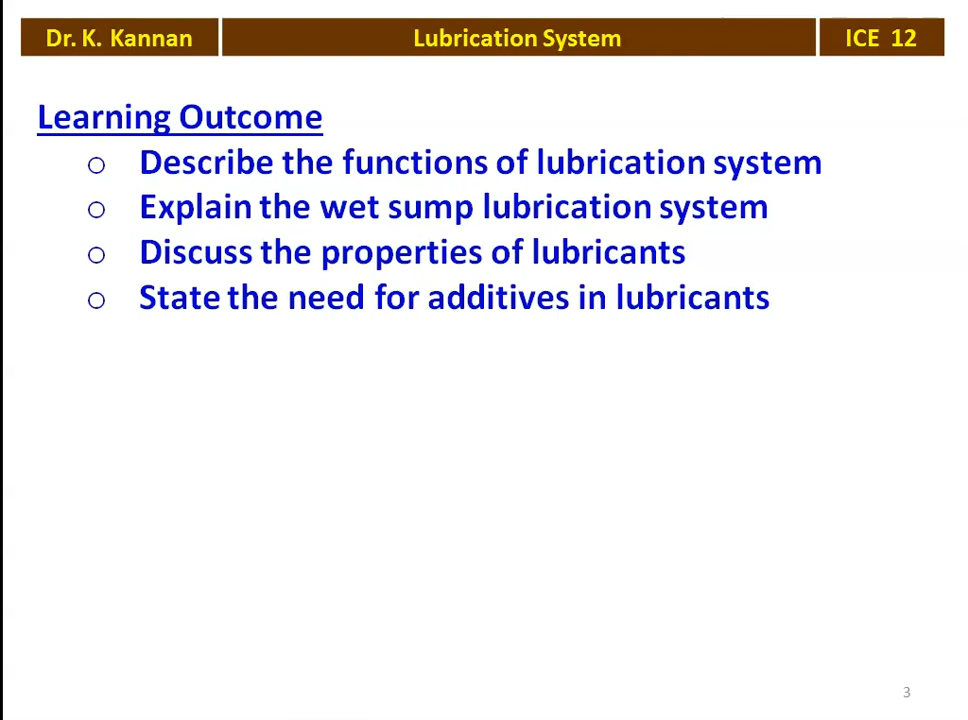 Dr. K. Kannan
Lubrication System
ICE 12
Learning Outcome
o Describe the functions of lubrication system
o Explain the wet sump lubrication system
o Discuss the properties of lubricants
o State the need for additives in lubricants
3